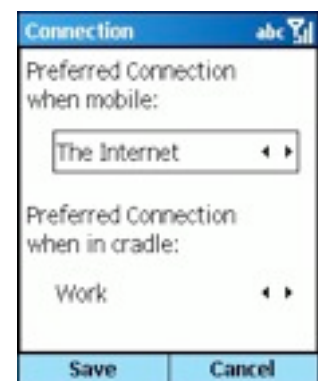 Connection abc
Preferred Connection
when mobile:
The Internet
Preferred Connection
when in cradle:
Work
Save Cancel